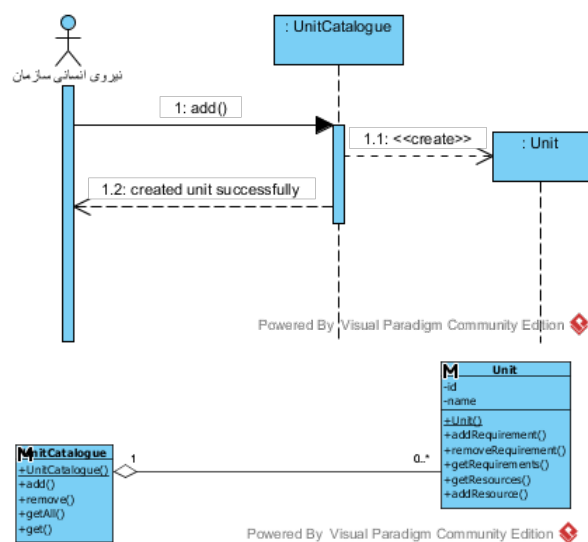 : UnitCatalogue
نیروی انسانی سازمان
1: add()
1.1: <<create>>
: Unit
1.2: created unit successfully
Powered By Visual Paradigm Community Edition
Unit
-id
-name
+Unit()
+addRequirement()
+removeRequirement()
+getRequirements()
+getResources()
+addResource()
UnitCatalogue
+UnitCatalogue()
+add()
+remove()
+getAll()
+get()
1
0..*
Powered By Visual Paradigm Community Edition